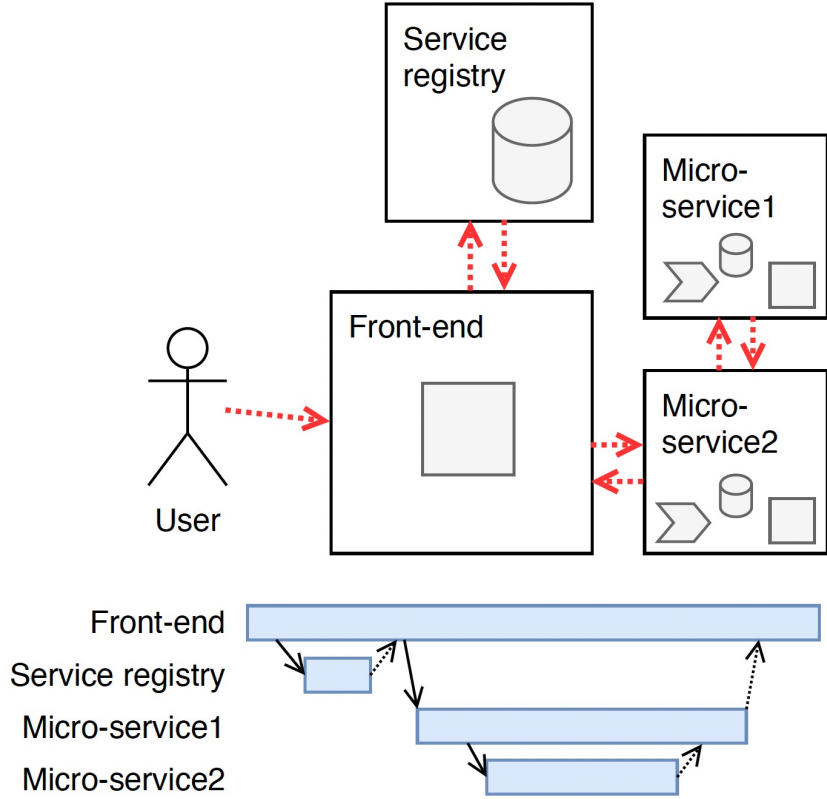 Service
registry
Micro-
service1
Front-end
Micro-
service2
User
Front-end
Service registry
Micro-service1
Micro-service2